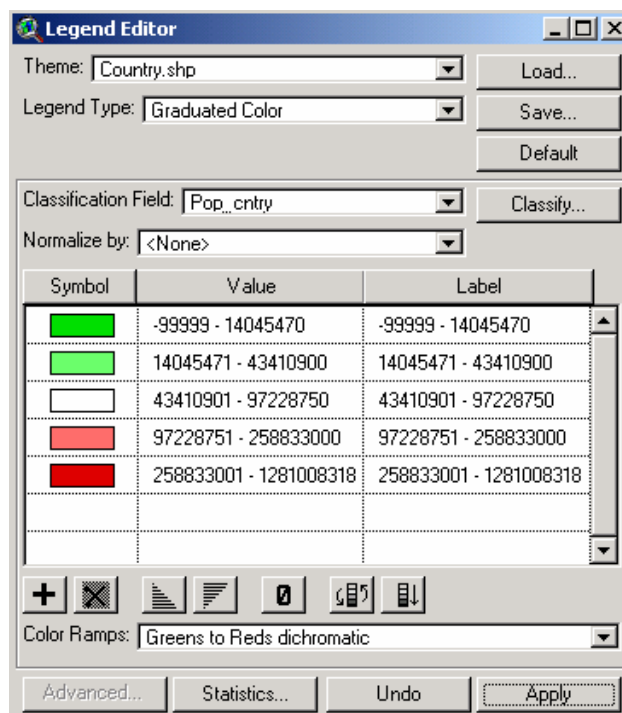 Legend Editor
Theme: Country.shp
Load...
Legend Type: Graduated Color
Save...
Default
Classification Field: Pop_cntry
Classify...
Normalize by: <None>
Symbol Value Label
-99999 - 14045470 -99999 - 14045470
14045471 - 43410900 14045471 - 43410900
43410901 - 97228750 43410901 - 97228750
97228751 - 258833000 97228751 - 258833000
258833001 - 1281008318 258833001 - 1281008318
Color Ramps: Greens to Reds dichromatic
Advanced... Statistics... Undo Apply